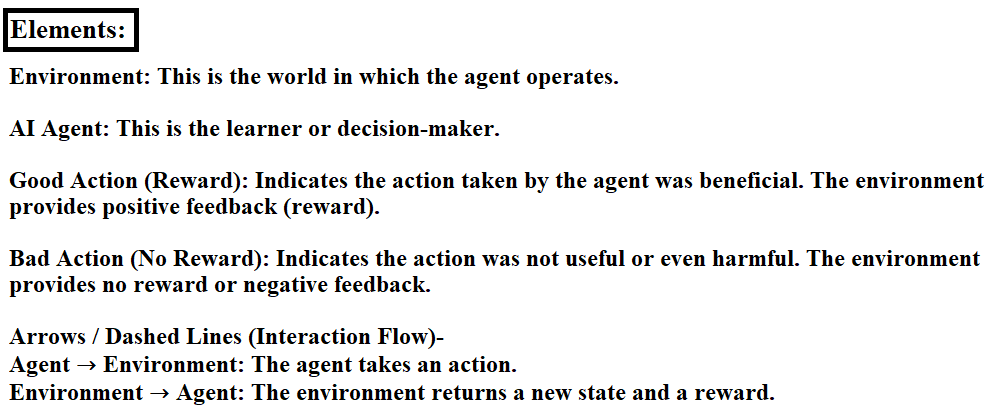 Elements:
Environment: This is the world in which the agent operates.
AI Agent: This is the learner or decision-maker.
Good Action (Reward): Indicates the action taken by the agent was beneficial. The environment
provides positive feedback (reward).
Bad Action (No Reward): Indicates the action was not useful or even harmful. The environment
provides no reward or negative feedback.
Arrows / Dashed Lines (Interaction Flow)-
Agent → Environment: The agent takes an action.
Environment → Agent: The environment returns a new state and a reward.